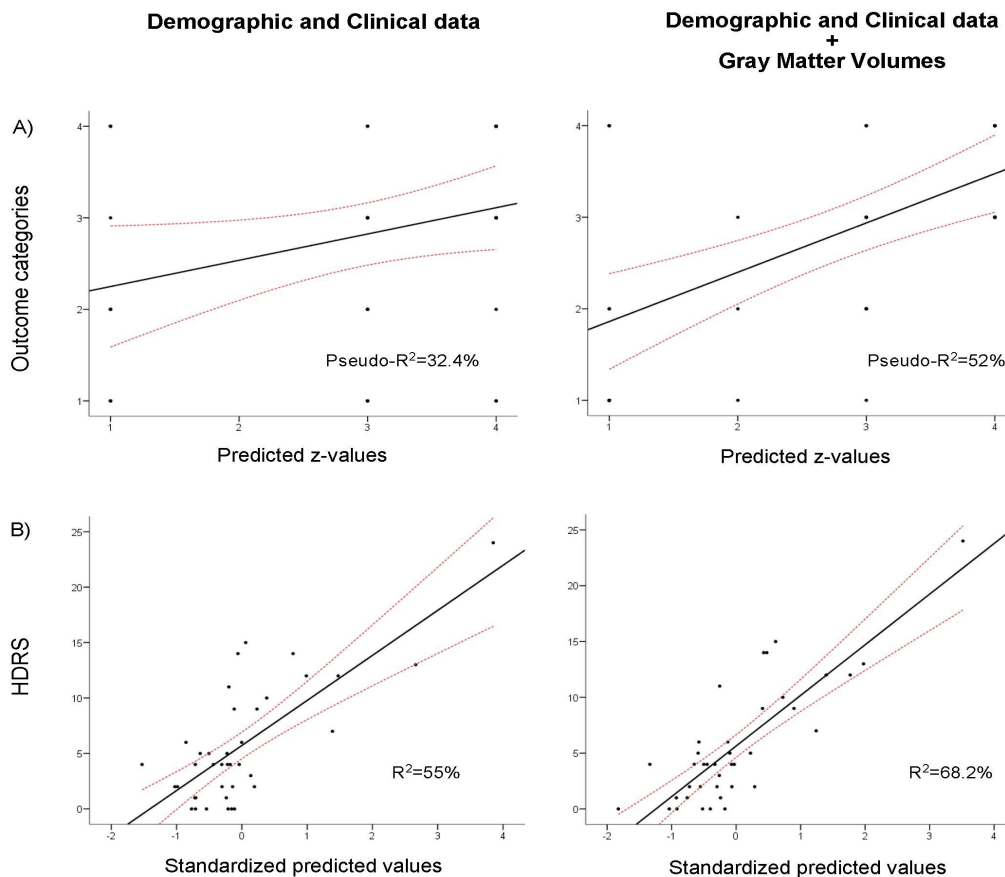 Demographic and Clinical data
Demographic and Clinical data
+
Gray Matter Volumes
A)
Outcome categories
4
3
2
1
Pseudo-R²=32.4%
1 2 3 4
Predicted z-values
4
3
2
1
Pseudo-R²=52%
1 2 3 4
Predicted z-values
B)
HDRS
25
20
15
10
5
0
R²=55%
-2 -1 0 1 2 3 4
Standardized predicted values
25
20
15
10
5
0
R²=68.2%
-2 -1 0 1 2 3 4
Standardized predicted values